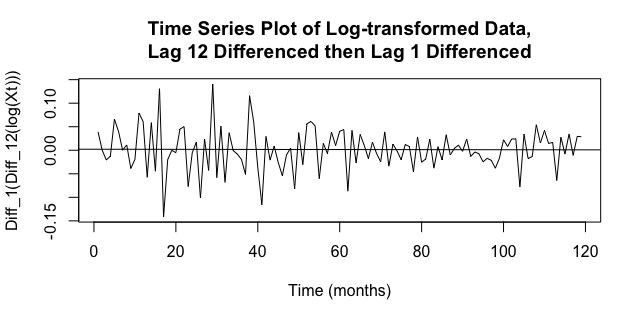 Time Series Plot of Log-transformed Data,
Lag 12 Differenced then Lag 1 Differenced
Diff_1(Diff_12(log(Xt)))
0.10
0.00
-0.15
0 20 40 60 80 100 120
Time (months)